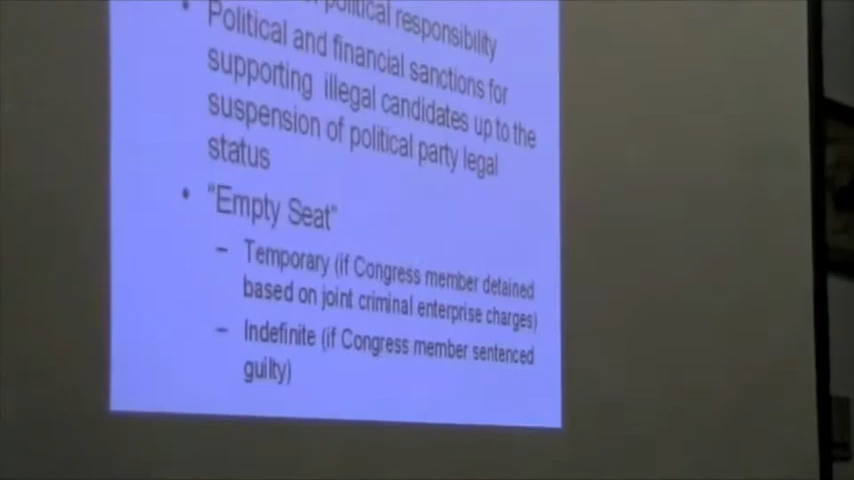 political responsibility
• Political and financial sanctions for
supporting illegal candidates up to the
suspension of political party legal
status
• "Empty Seat"
– Temporary (if Congress member detained
based on joint criminal enterprise charges)
– Indefinite (if Congress member sentenced
guilty)